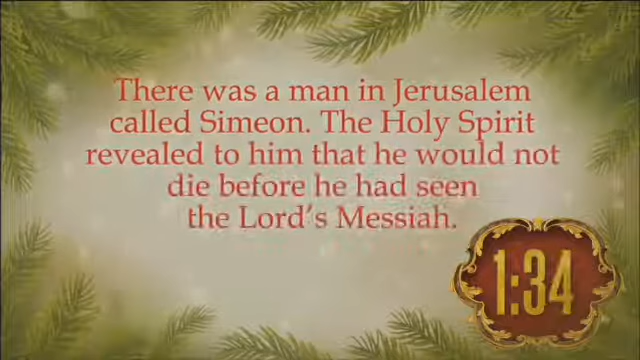 There was a man in Jerusalem
called Simeon. The Holy Spirit
revealed to him that he would not
die before he had seen
the Lord's Messiah.
1:34